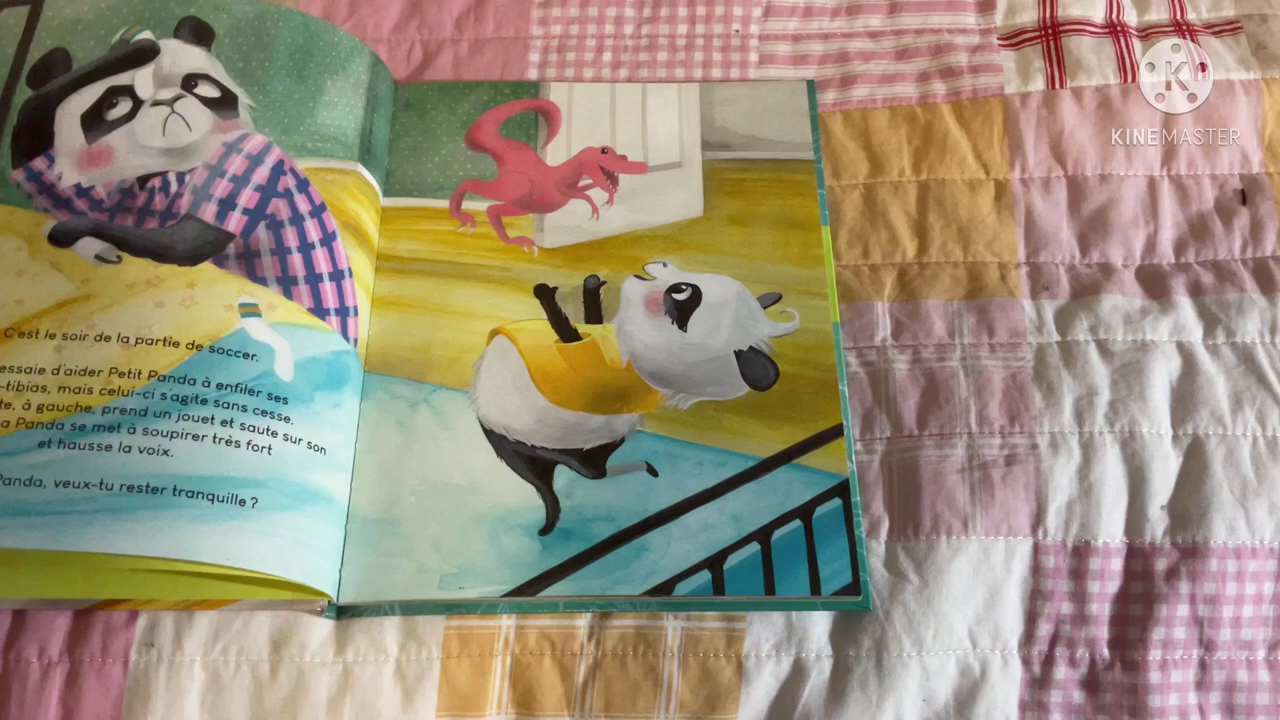 C'est le soir de la partie de soccer.
essaie d'aider Petit Panda à enfiler ses
-tibias, mais celui-ci s'agite sans cesse.
te, à gauche, prend un jouet et saute sur son
a Panda se met à soupirer très fort
et hausse la voix.
Panda, veux-tu rester tranquille ?
K
KINEMASTER